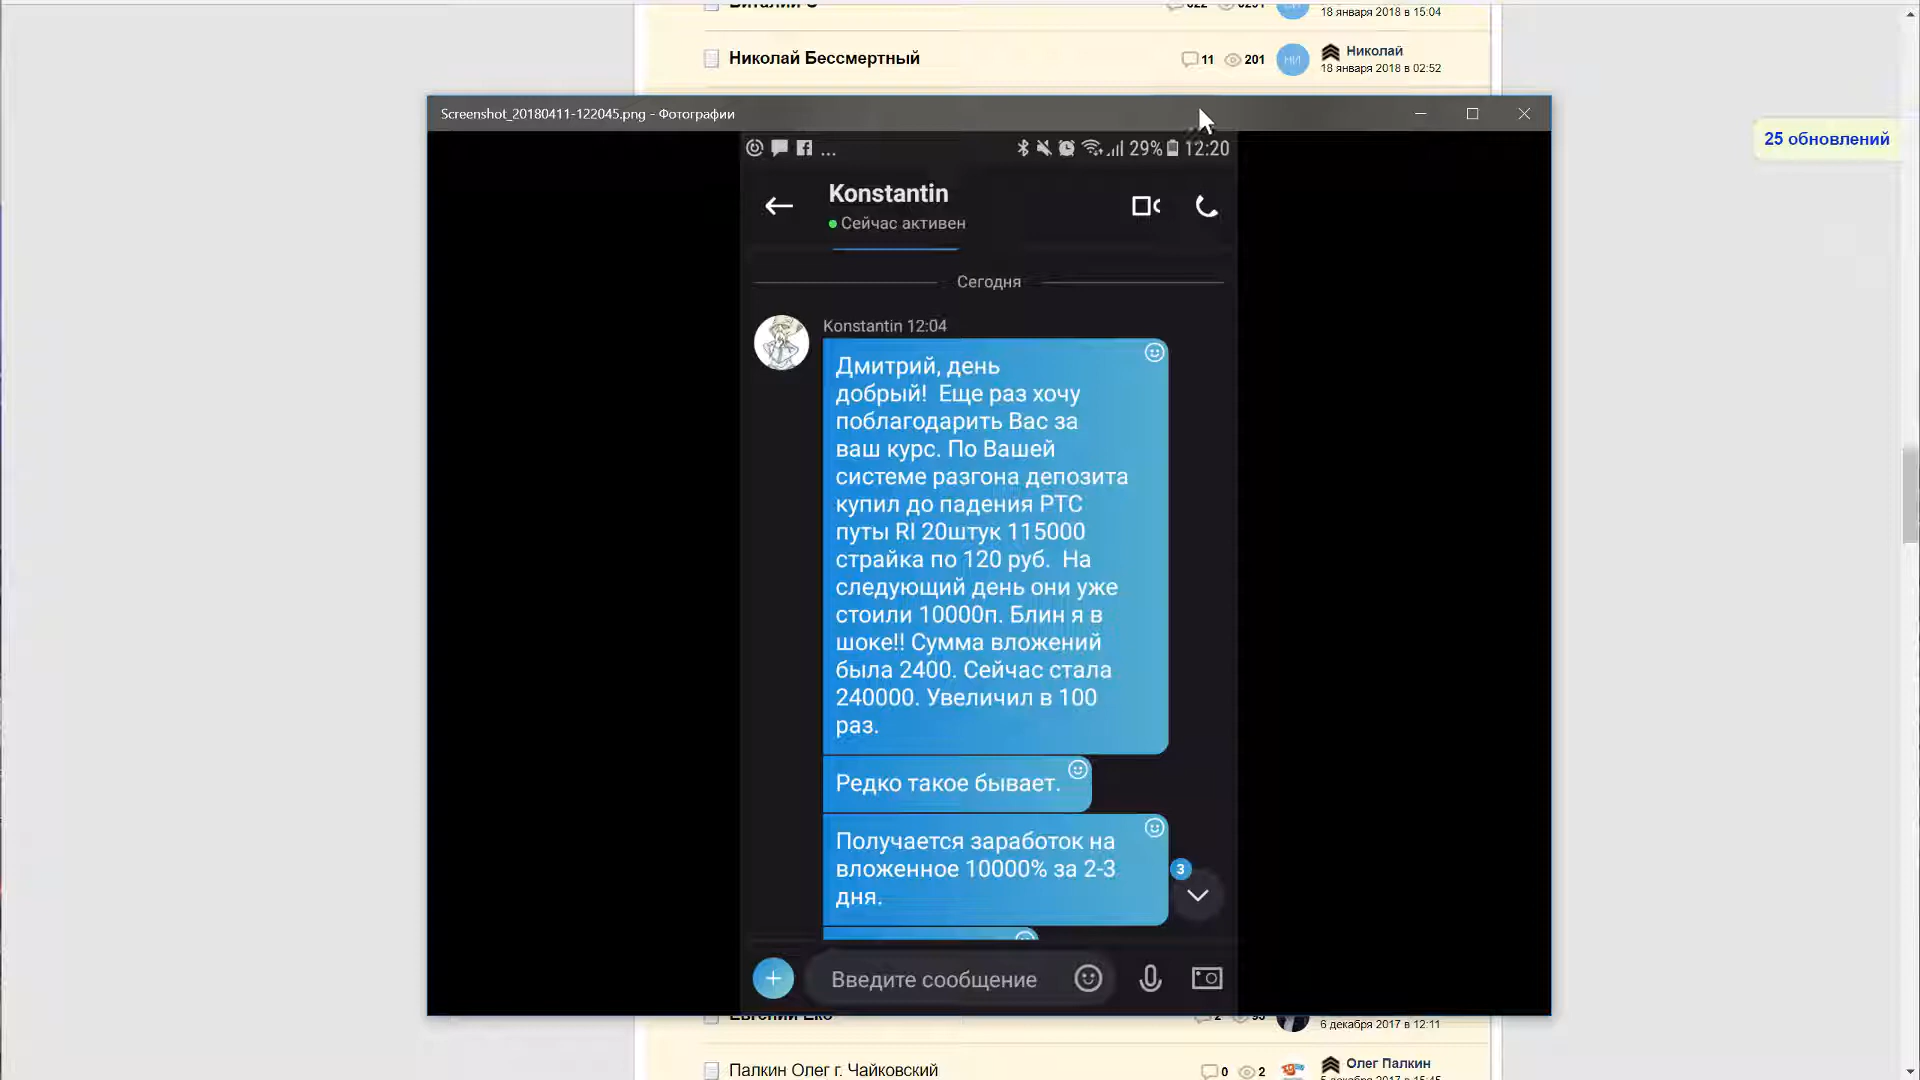 18 января 2018 в 15:04
Николай Бессмертный
11
201
НИ
Николай
18 января 2018 в 02:52
Screenshot_20180411-122045.png - Фотографии
25 обновлений
...
29%
12:20
Konstantin
Сейчас активен
Сегодня
Konstantin 12:04
Дмитрий, день
добрый! Еще раз хочу
поблагодарить Вас за
ваш курс. По Вашей
системе разгона депозита
купил до падения РТС
путы RI 20штук 115000
страйка по 120 руб. На
следующий день они уже
стоили 10000п. Блин я в
шоке!! Сумма вложений
была 2400. Сейчас стала
240000. Увеличил в 100
раз.
Редко такое бывает.
Получается заработок на
вложенное 10000% за 2-3
дня.
3
Введите сообщение
6 декабря 2017 в 12:11
Палкин Олег г. Чайковский
0
2
Олег Палкин